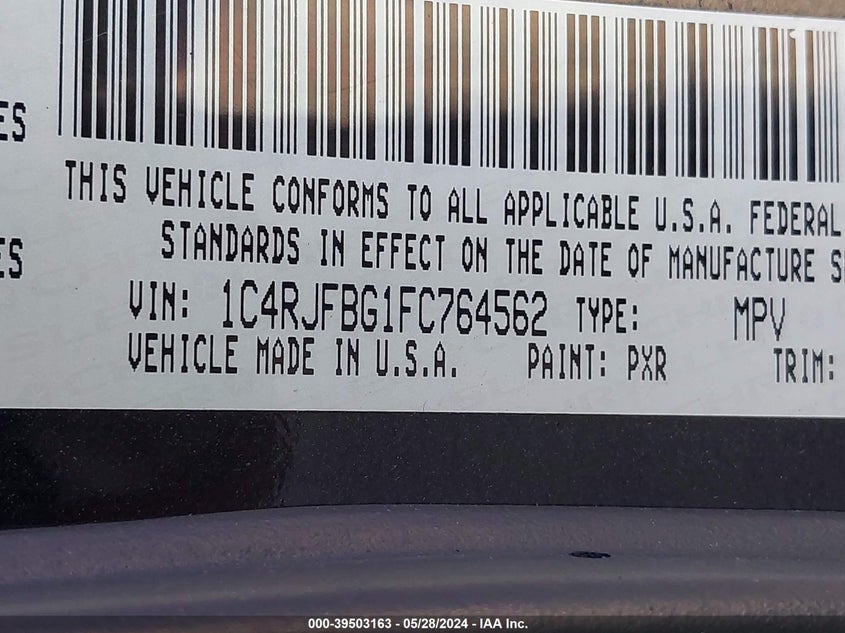 ES
THIS VEHICLE CONFORMS TO ALL APPLICABLE U.S.A. FEDERAL
STANDARDS IN EFFECT ON THE DATE OF MANUFACTURE
ES
VIN: 1C4RJFBG1FC764562 TYPE: MPV
VEHICLE MADE IN U.S.A. PAINT: PXR TRIM:
000-39503163 - 05/28/2024 - IAA Inc.